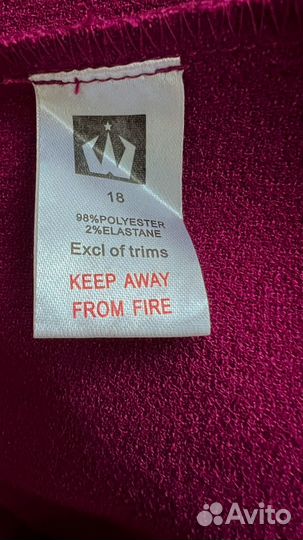 18
98%POLYESTER
2%ELASTANE
Excl of trims
KEEP AWAY
FROM FIRE
Avito